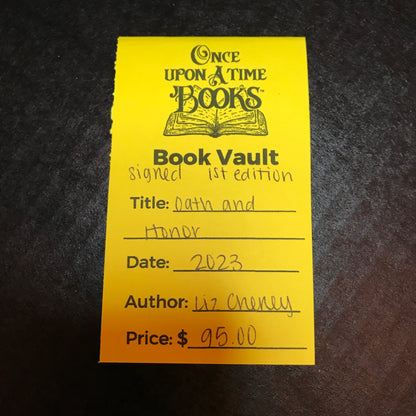 ONCE
UPON A TIME
BOOKS™
Book Vault
signed 1st edition
Title: Oath and
Honor
Date: 2023
Author: Liz Cheney
Price: $ 95.00